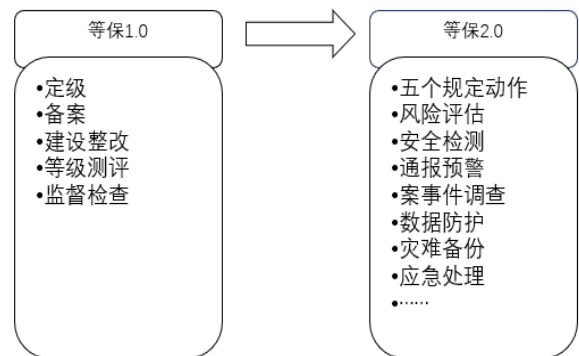 等保1.0
•定级
•备案
•建设整改
•等级测评
•监督检查
等保2.0
•五个规定动作
•风险评估
•安全检测
•通报预警
•案事件调查
•数据防护
•灾难备份
•应急处理
•……